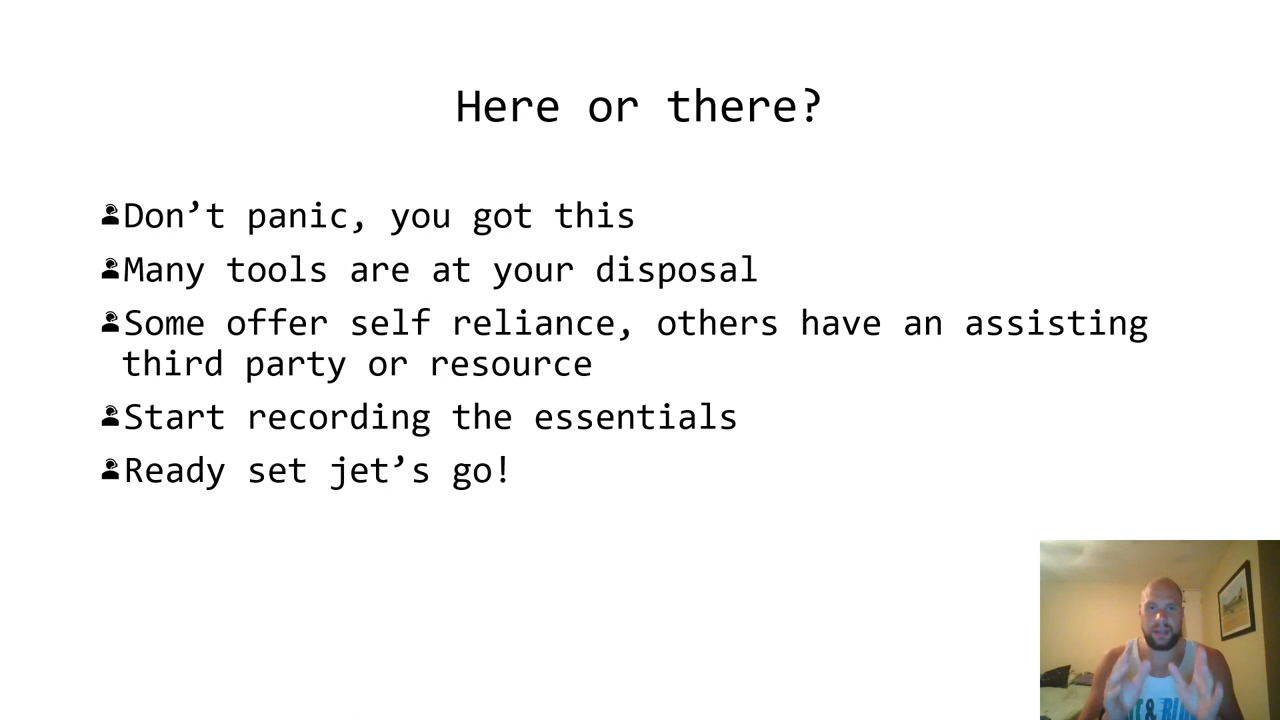 Here or there?
Don’t panic, you got this
Many tools are at your disposal
Some offer self reliance, others have an assisting
third party or resource
Start recording the essentials
Ready set jet’s go!